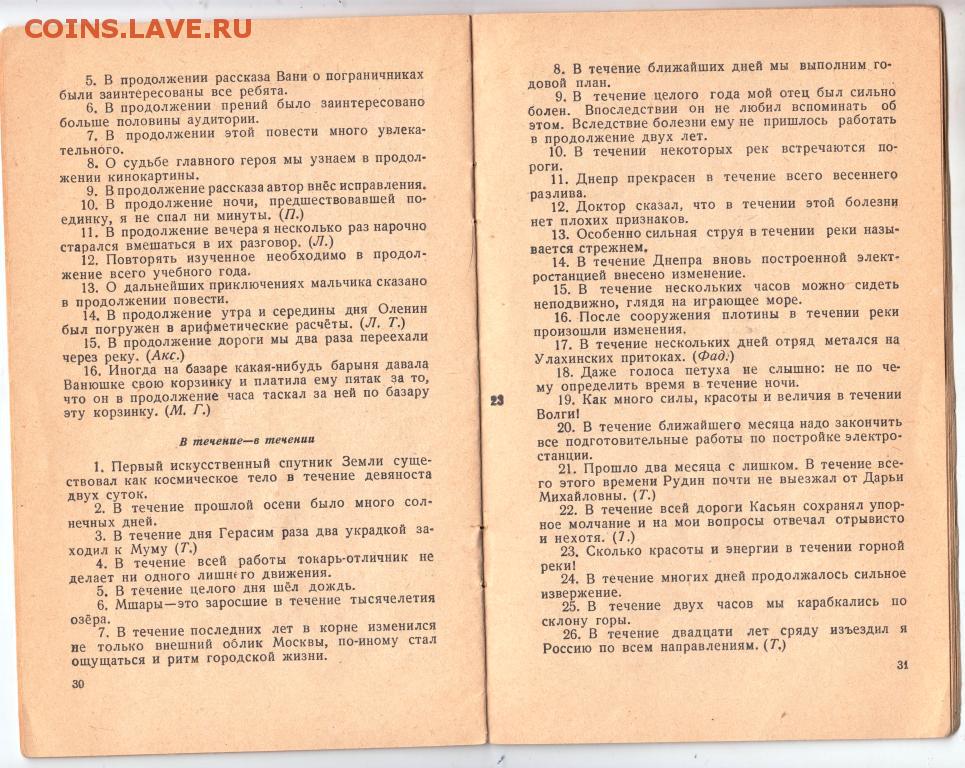 COINS.LAVE.RU
5. В продолжении рассказа Вани о пограничниках
были заинтересованы все ребята.
6. В продолжении прений было заинтересовано
больше половины аудитории.
7. В продолжении этой повести много увлека-
тельного.
8. О судьбе главного героя мы узнаем в продол-
жении кинокартины.
9. В продолжение рассказа автор внёс исправления.
10. В продолжение ночи, предшествовавшей по-
единку, я не спал ни минуты. (П.)
11. В продолжение вечера я несколько раз нарочно
старался вмешаться в их разговор. (Л.)
12. Повторять изученное необходимо в продол-
жение всего учебного года.
13. О дальнейших приключениях мальчика сказано
в продолжении повести.
14. В продолжение утра и середины дня Оленин
был погружен в арифметические расчёты. (Л. Т.)
15. В продолжение дороги мы два раза переехали
через реку. (Акс.)
16. Иногда на базаре какая-нибудь барыня давала
Ванюшке свою корзинку и платила ему пятак за то,
что он в продолжение часа таскал за ней по базару
эту корзинку. (М. Г.)
В течение—в течении
1. Первый искусственный спутник Земли суще-
ствовал как космическое тело в течение девяноста
двух суток.
2. В течение прошлой осени было много сол-
нечных дней.
3. В течение дня Герасим раза два украдкой за-
ходил к Муму (Т.)
4. В течение всей работы токарь-отличник не
делает ни одного лишнего движения.
5. В течение целого дня шёл дождь.
6. Мшары—это заросшие в течение тысячелетия
озёра.
7. В течение последних лет в корне изменился
не только внешний облик Москвы, по-иному стал
ощущаться и ритм городской жизни.
30
8. В течение ближайших дней мы выполним го-
довой план.
9. В течение целого года мой отец был сильно
болен. Впоследствии он не любил вспоминать об
этом. Вследствие болезни ему не пришлось работать
в продолжение двух лет.
10. В течении некоторых рек встречаются по-
роги.
11. Днепр прекрасен в течение всего весеннего
разлива.
12. Доктор сказал, что в течении этой болезни
нет плохих признаков.
13. Особенно сильная струя в течении реки назы-
вается стрежнем.
14. В течение Днепра вновь построенной элект-
ростанцией внесено изменение.
15. В течение нескольких часов можно сидеть
неподвижно, глядя на играющее море.
16. После сооружения плотины в течении реки
произошли изменения.
17. В течение нескольких дней отряд метался на
Улахинских притоках. (Фад.)
18. Даже голоса петуха не слышно: не по че-
му определить время в течение ночи.
23
19. Как много силы, красоты и величия в течении
Волги!
20. В течение ближайшего месяца надо закончить
все подготовительные работы по постройке электро-
станции.
21. Прошло два месяца с лишком. В течение все-
го этого времени Рудин почти не выезжал от Дарьи
Михайловны. (Т.)
22. В течение всей дороги Касьян сохранял упор-
ное молчание и на мои вопросы отвечал отрывисто
и нехотя. (Т.)
23. Сколько красоты и энергии в течении горной
реки!
24. В течение многих дней продолжалось сильное
извержение.
25. В течение двух часов мы карабкались по
склону горы.
26. В течение двадцати лет сряду изъездил я
Россию по всем направлениям. (Т.)
31